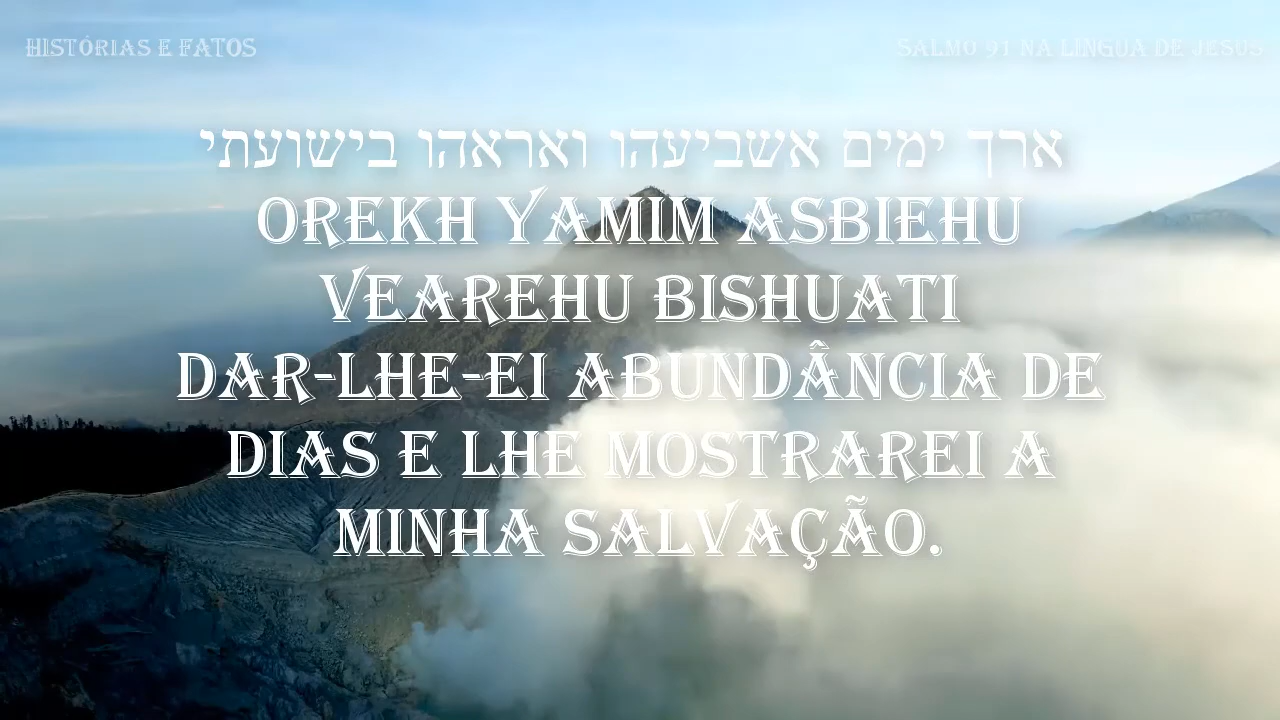 HISTÓRIAS E FATOS
SALMO 91 NA LÍNGUA DE JESUS
ארך ימים אשביעהו ואראהו בישועתי
OREKH YAMIM ASBIEHU
VEAREHU BISHUATI
DAR-LHE-EI ABUNDÂNCIA DE
DIAS E LHE MOSTRAREI A
MINHA SALVAÇÃO.